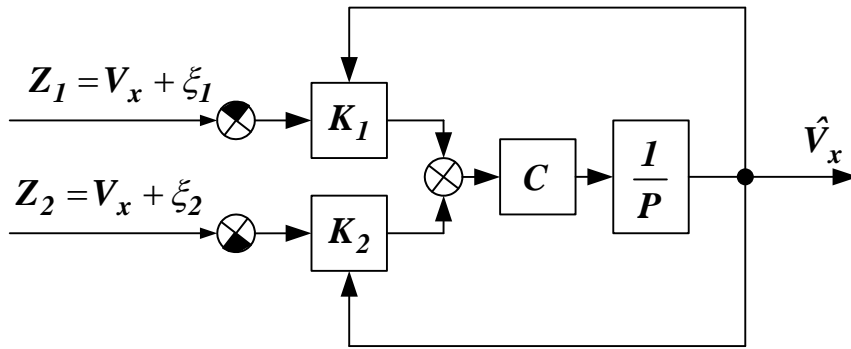 Z₁ = Vₓ + ξ₁
K₁
Z₂ = Vₓ + ξ₂
K₂
C
1
P
V̂ₓ